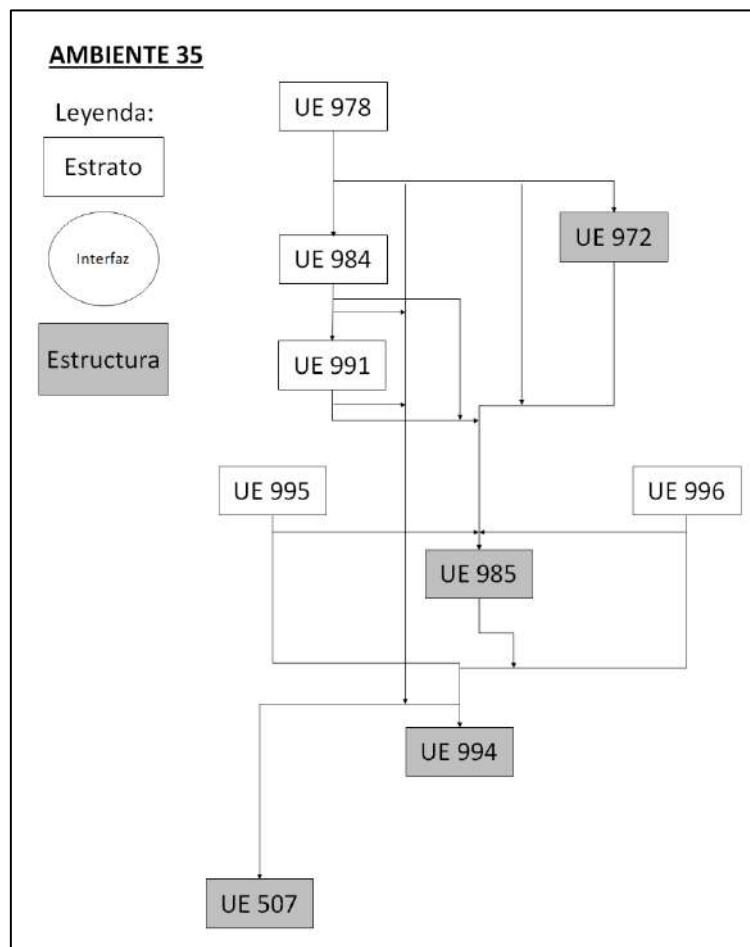 AMBIENTE 35
Leyenda:
Estrato
Interfaz
Estructura
UE 978
UE 972
UE 984
UE 991
UE 995
UE 996
UE 985
UE 994
UE 507